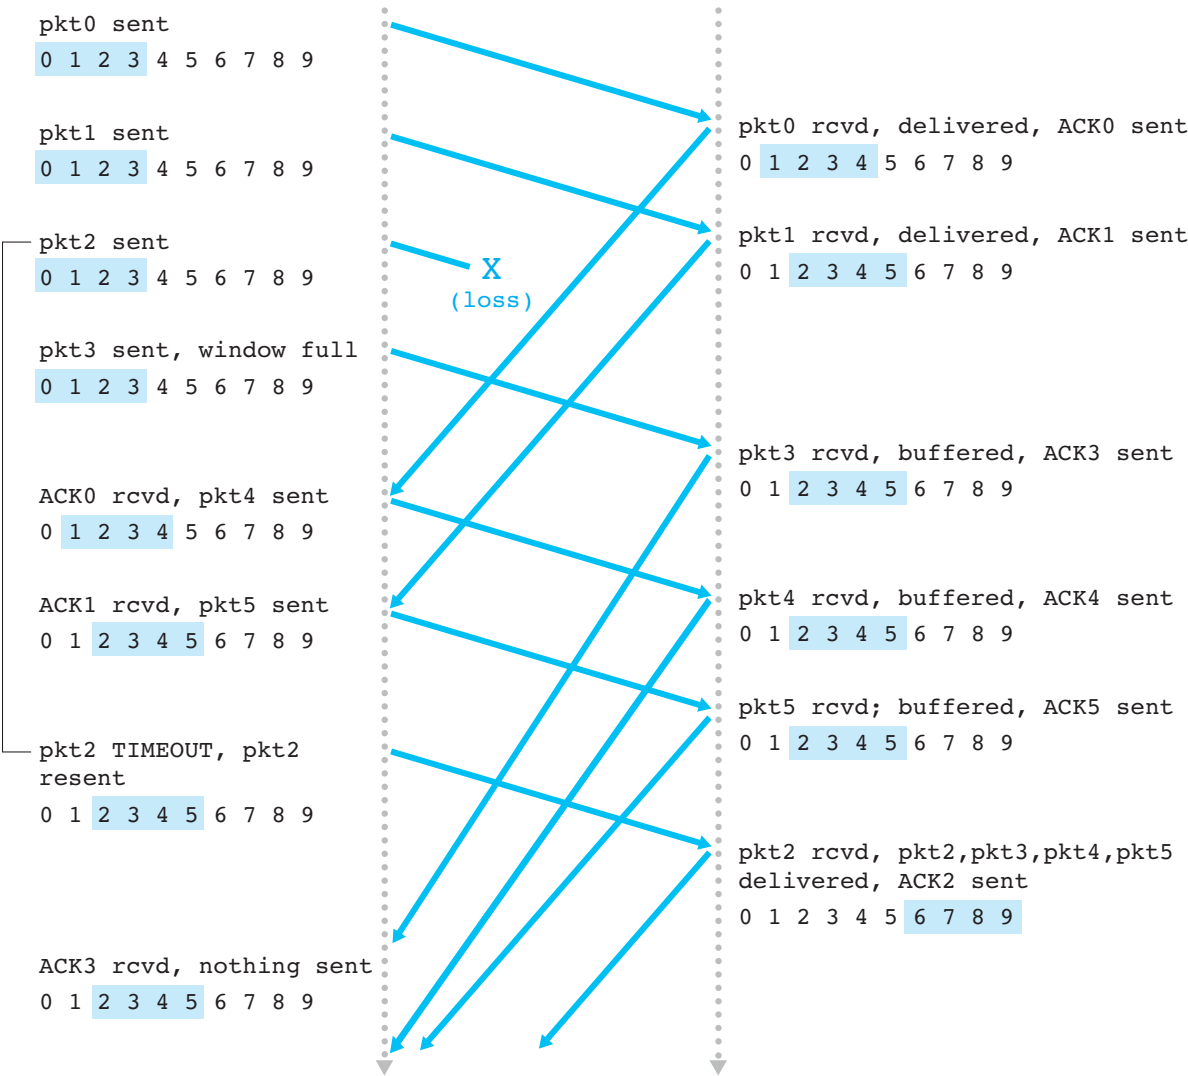 pkt0 sent
0 1 2 3 4 5 6 7 8 9
pkt1 sent
0 1 2 3 4 5 6 7 8 9
pkt2 sent
0 1 2 3 4 5 6 7 8 9
pkt3 sent, window full
0 1 2 3 4 5 6 7 8 9
ACK0 rcvd, pkt4 sent
0 1 2 3 4 5 6 7 8 9
ACK1 rcvd, pkt5 sent
0 1 2 3 4 5 6 7 8 9
pkt2 TIMEOUT, pkt2
resent
0 1 2 3 4 5 6 7 8 9
ACK3 rcvd, nothing sent
0 1 2 3 4 5 6 7 8 9
X
(loss)
pkt0 rcvd, delivered, ACK0 sent
0 1 2 3 4 5 6 7 8 9
pkt1 rcvd, delivered, ACK1 sent
0 1 2 3 4 5 6 7 8 9
pkt3 rcvd, buffered, ACK3 sent
0 1 2 3 4 5 6 7 8 9
pkt4 rcvd, buffered, ACK4 sent
0 1 2 3 4 5 6 7 8 9
pkt5 rcvd; buffered, ACK5 sent
0 1 2 3 4 5 6 7 8 9
pkt2 rcvd, pkt2,pkt3,pkt4,pkt5
delivered, ACK2 sent
0 1 2 3 4 5 6 7 8 9